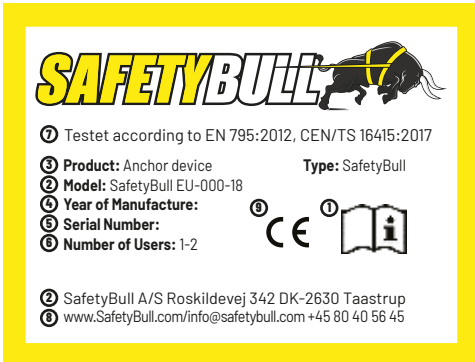 SAFETYBULL
⑦ Testet according to EN 795:2012, CEN/TS 16415:2017
③ Product: Anchor device Type: SafetyBull
② Model: SafetyBull EU-000-18
④ Year of Manufacture:
⑤ Serial Number:
⑥ Number of Users: 1-2
⑨ CE ① i
② SafetyBull A/S Roskildevej 342 DK-2630 Taastrup
⑧ www.SafetyBull.com/info@safetybull.com +45 80 40 56 45